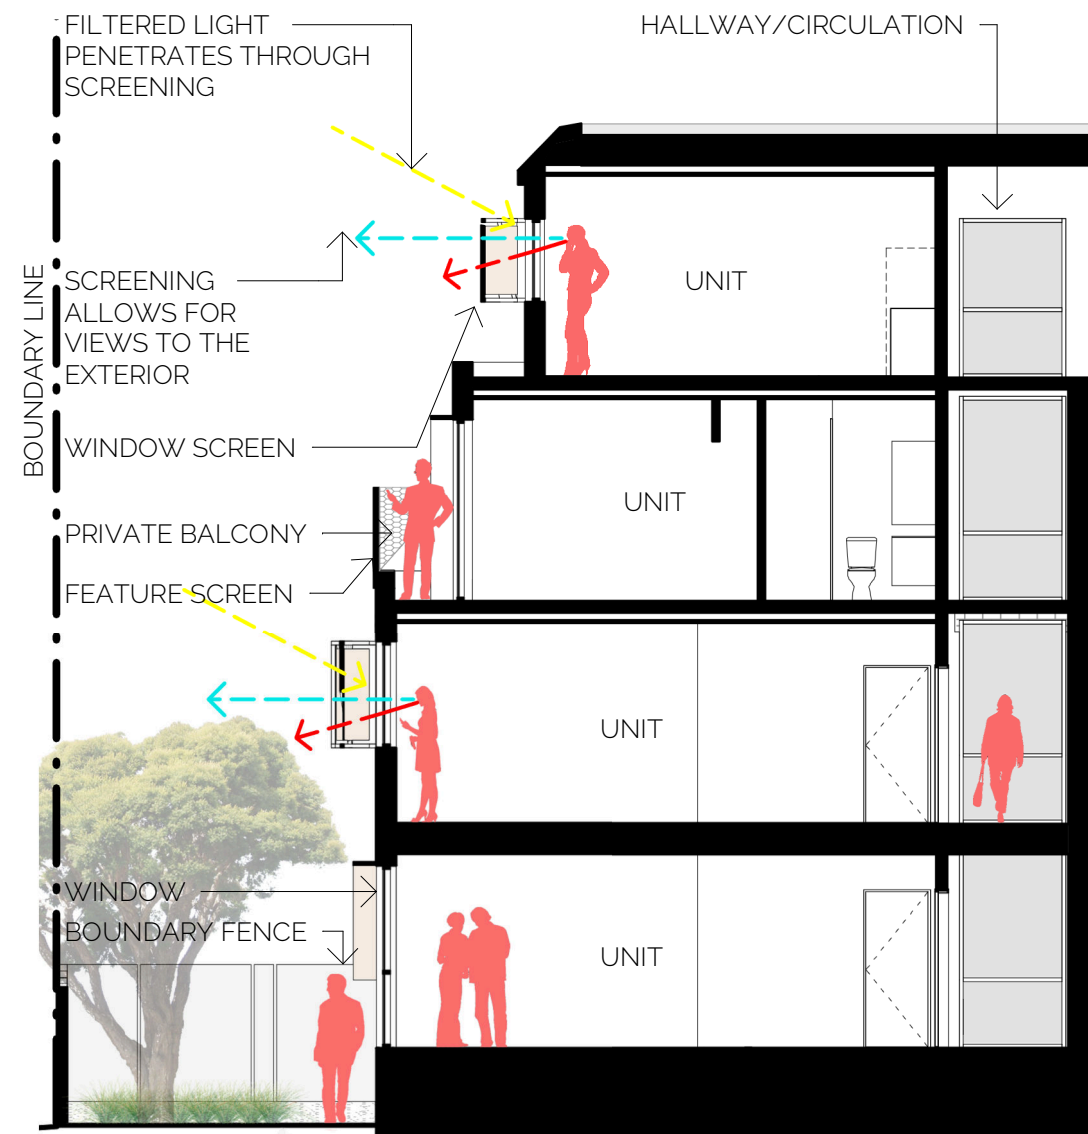 FILTERED LIGHT
PENETRATES THROUGH
SCREENING
HALLWAY/CIRCULATION
BOUNDARY LINE
SCREENING
ALLOWS FOR
VIEWS TO THE
EXTERIOR
UNIT
WINDOW SCREEN
UNIT
PRIVATE BALCONY
FEATURE SCREEN
UNIT
WINDOW
BOUNDARY FENCE
UNIT